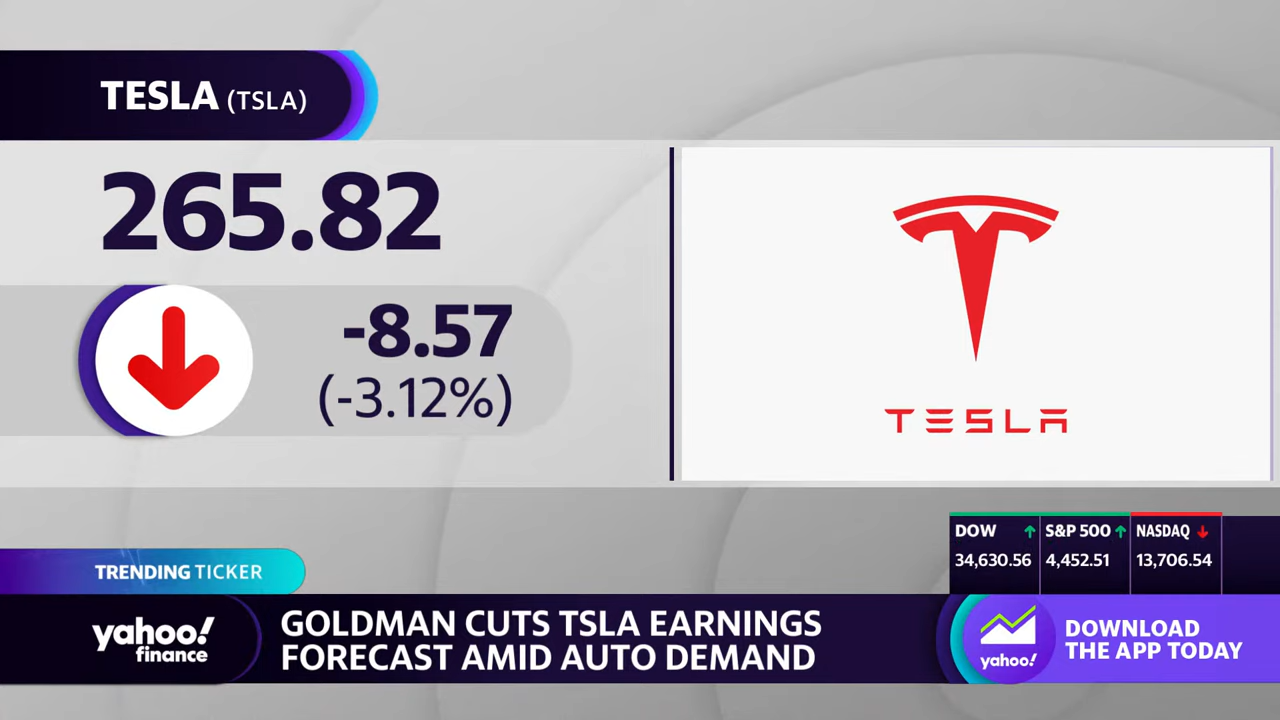 TESLA (TSLA)
265.82
-8.57
(-3.12%)
TESLA
DOW
34,630.56
S&P 500
4,452.51
NASDAQ
13,706.54
TRENDING TICKER
yahoo!
finance
GOLDMAN CUTS TSLA EARNINGS
FORECAST AMID AUTO DEMAND
yahoo!
DOWNLOAD
THE APP TODAY